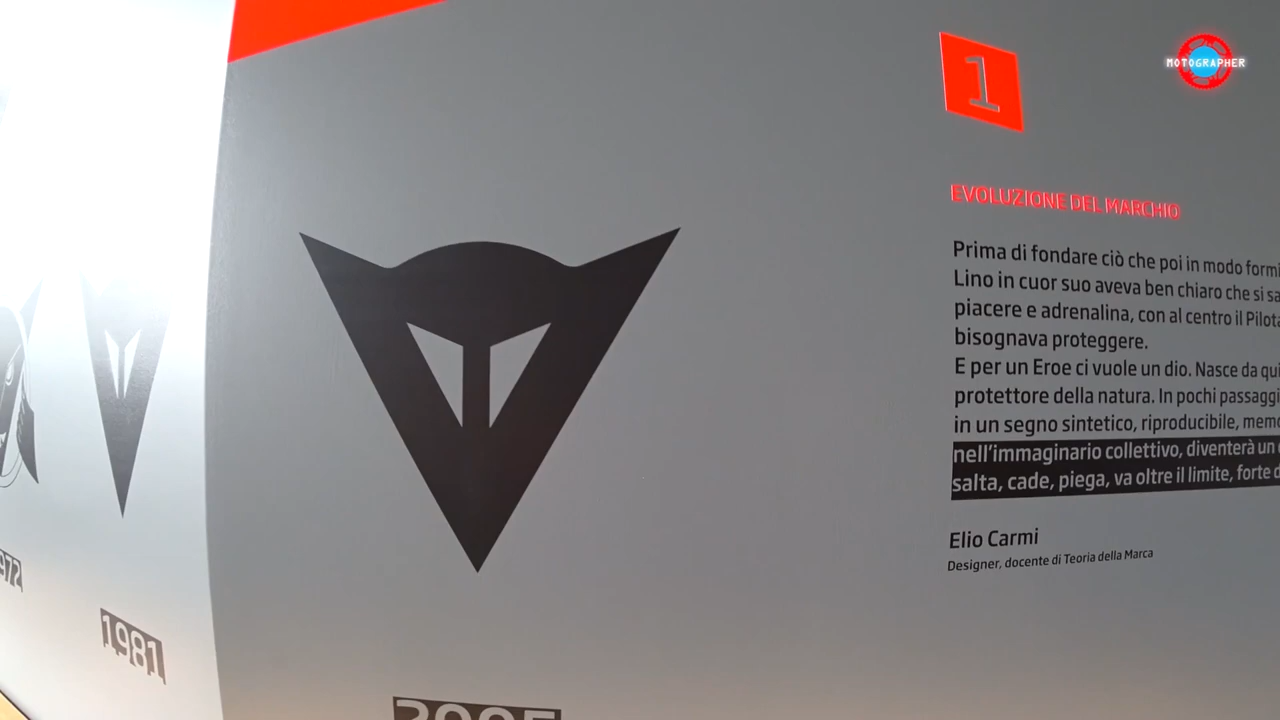 1
MOTOGRAPHER
EVOLUZIONE DEL MARCHIO
Prima di fondare ciò che poi in modo formi
Lino in cuor suo aveva ben chiaro che si sa
piacere e adrenalina, con al centro il Pilota
bisognava proteggere.
E per un Eroe ci vuole un dio. Nasce da qui
protettore della natura. In pochi passaggi
in un segno sintetico, riproducibile, memo
nell'immaginario collettivo, diventerà un
salta, cade, piega, va oltre il limite, forte d
Elio Carmi
Designer, docente di Teoria della Marca
972
1981